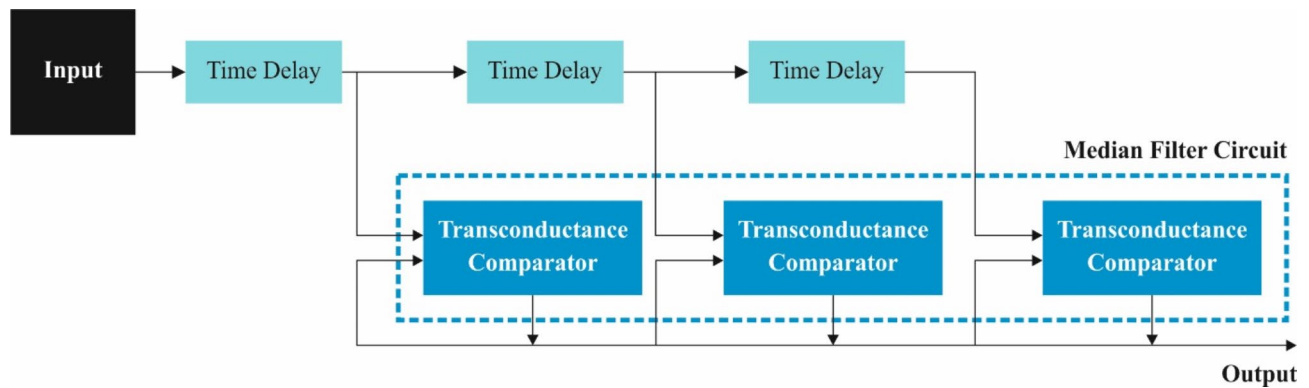 Input
Time Delay
Time Delay
Time Delay
Median Filter Circuit
Transconductance
Comparator
Transconductance
Comparator
Transconductance
Comparator
Output